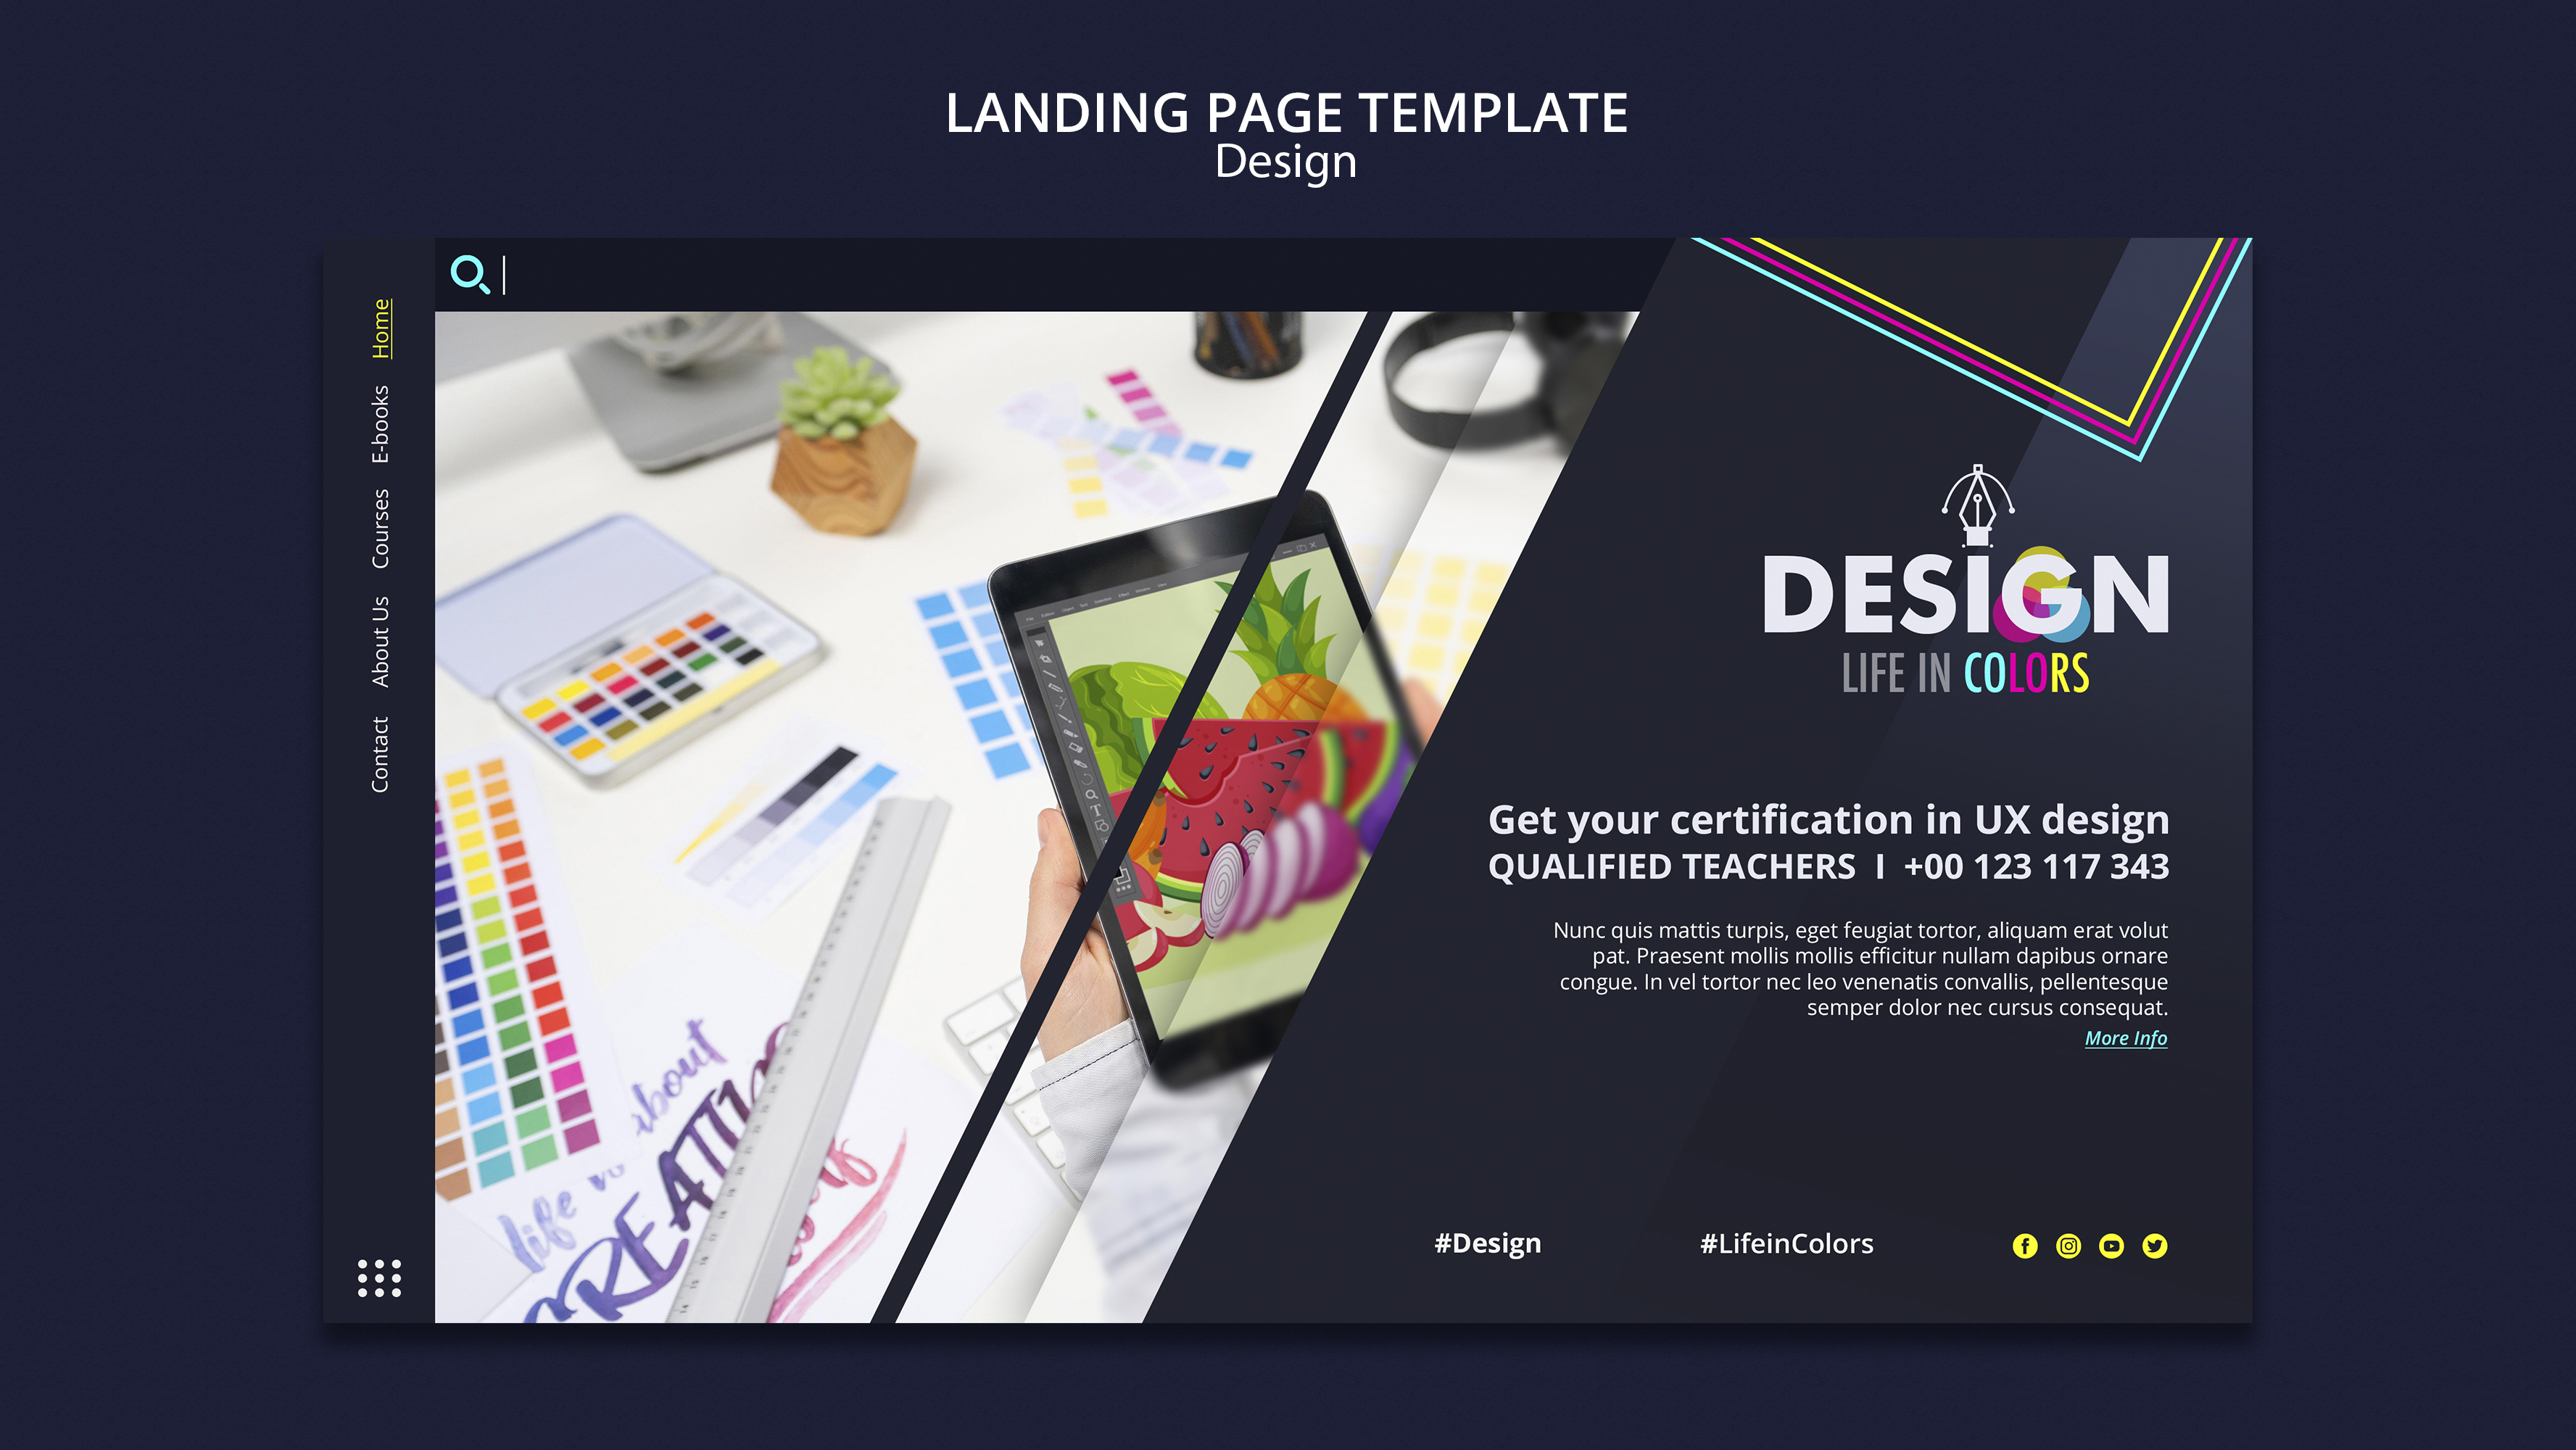 LANDING PAGE TEMPLATE
Design
Home
E-books
Courses
About Us
Contact
about
life
CREATING
DESIGN
LIFE IN COLORS
Get your certification in UX design
QUALIFIED TEACHERS I +00 123 117 343
Nunc quis mattis turpis, eget feugiat tortor, aliquam erat volut
pat. Praesent mollis mollis efficitur nullam dapibus ornare
congue. In vel tortor nec leo venenatis convallis, pellentesque
semper dolor nec cursus consequat.
More Info
#Design
#LifeinColors